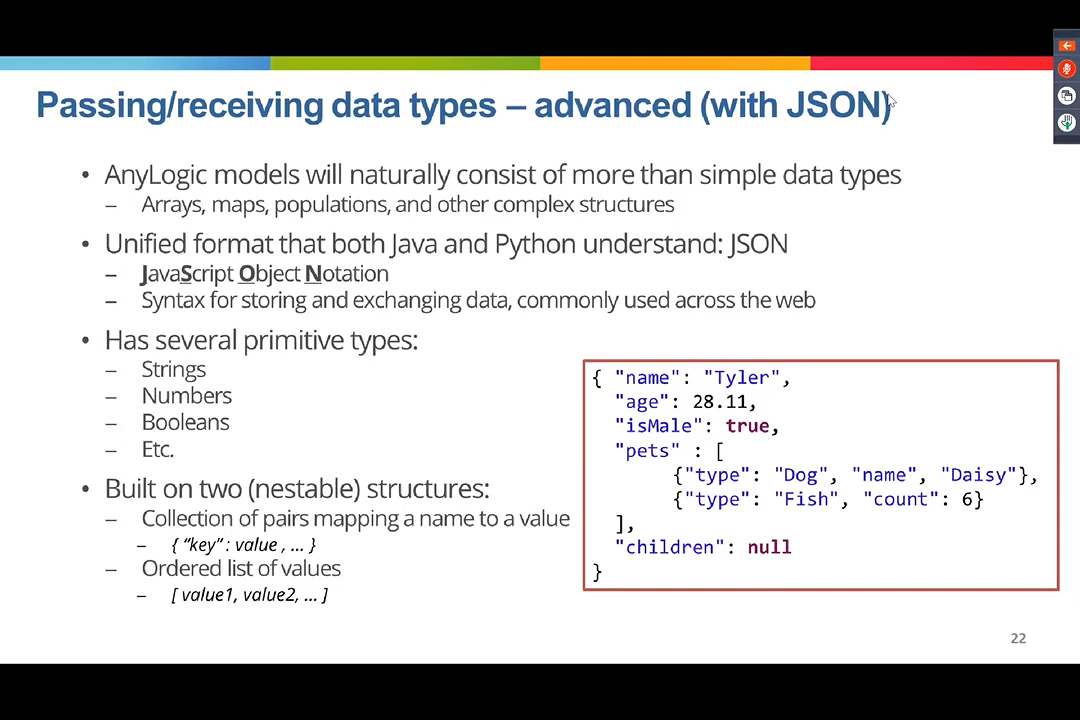 Passing/receiving data types – advanced (with JSON)
• AnyLogic models will naturally consist of more than simple data types
– Arrays, maps, populations, and other complex structures
• Unified format that both Java and Python understand: JSON
– JavaScript Object Notation
– Syntax for storing and exchanging data, commonly used across the web
• Has several primitive types:
– Strings
– Numbers
– Booleans
– Etc.
• Built on two (nestable) structures:
– Collection of pairs mapping a name to a value
– { “key” : value , … }
– Ordered list of values
– [ value1, value2, … ]
{ "name": "Tyler",
"age": 28.11,
"isMale": true,
"pets" : [
{"type": "Dog", "name", "Daisy"},
{"type": "Fish", "count": 6}
],
"children": null
}
22